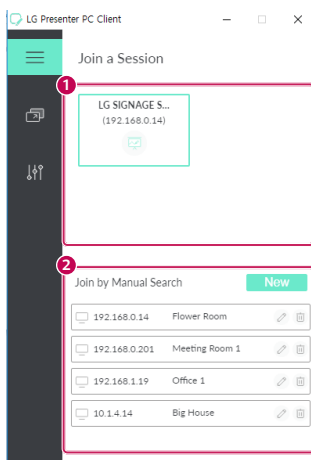 LG Presenter PC Client
Join a Session
1
LG SIGNAGE S...
(192.168.0.14)
2
Join by Manual Search New
192.168.0.14 Flower Room
192.168.0.201 Meeting Room 1
192.168.1.19 Office 1
10.1.4.14 Big House